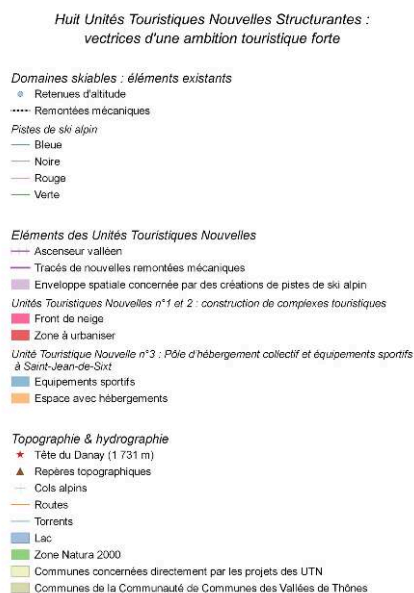 Huit Unités Touristiques Nouvelles Structurantes :
vectrices d'une ambition touristique forte
Domaines skiables : éléments existants
Retenues d'altitude
Remontées mécaniques
Pistes de ski alpin
Bleue
Noire
Rouge
Verte
Eléments des Unités Touristiques Nouvelles
Ascenseur valléen
Tracés de nouvelles remontées mécaniques
Enveloppe spatiale concernée par des créations de pistes de ski alpin
Unités Touristiques Nouvelles n°1 et 2 : construction de complexes touristiques
Front de neige
Zone à urbaniser
Unité Touristique Nouvelle n°3 : Pôle d'hébergement collectif et équipements sportifs
à Saint-Jean-de-Sixt
Equipements sportifs
Espace avec hébergements
Topographie & hydrographie
Tête du Danay (1 731 m)
Repères topographiques
Cols alpins
Routes
Torrents
Lac
Zone Natura 2000
Communes concernées directement par les projets des UTN
Communes de la Communauté de Communes des Vallées de Thônes